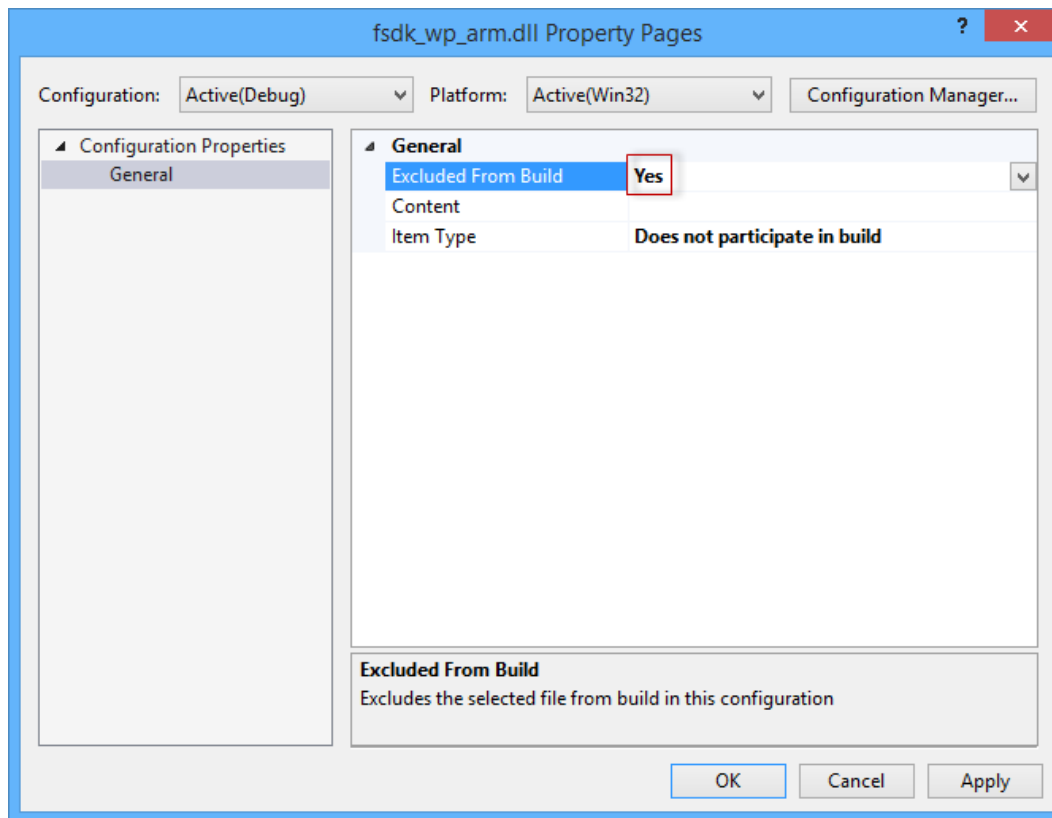 fsdk_wp_arm.dll Property Pages
?
Configuration: Active(Debug) Platform: Active(Win32) Configuration Manager...
Configuration Properties
General
General
Excluded From Build Yes
Content
Item Type Does not participate in build
Excluded From Build
Excludes the selected file from build in this configuration
OK Cancel Apply